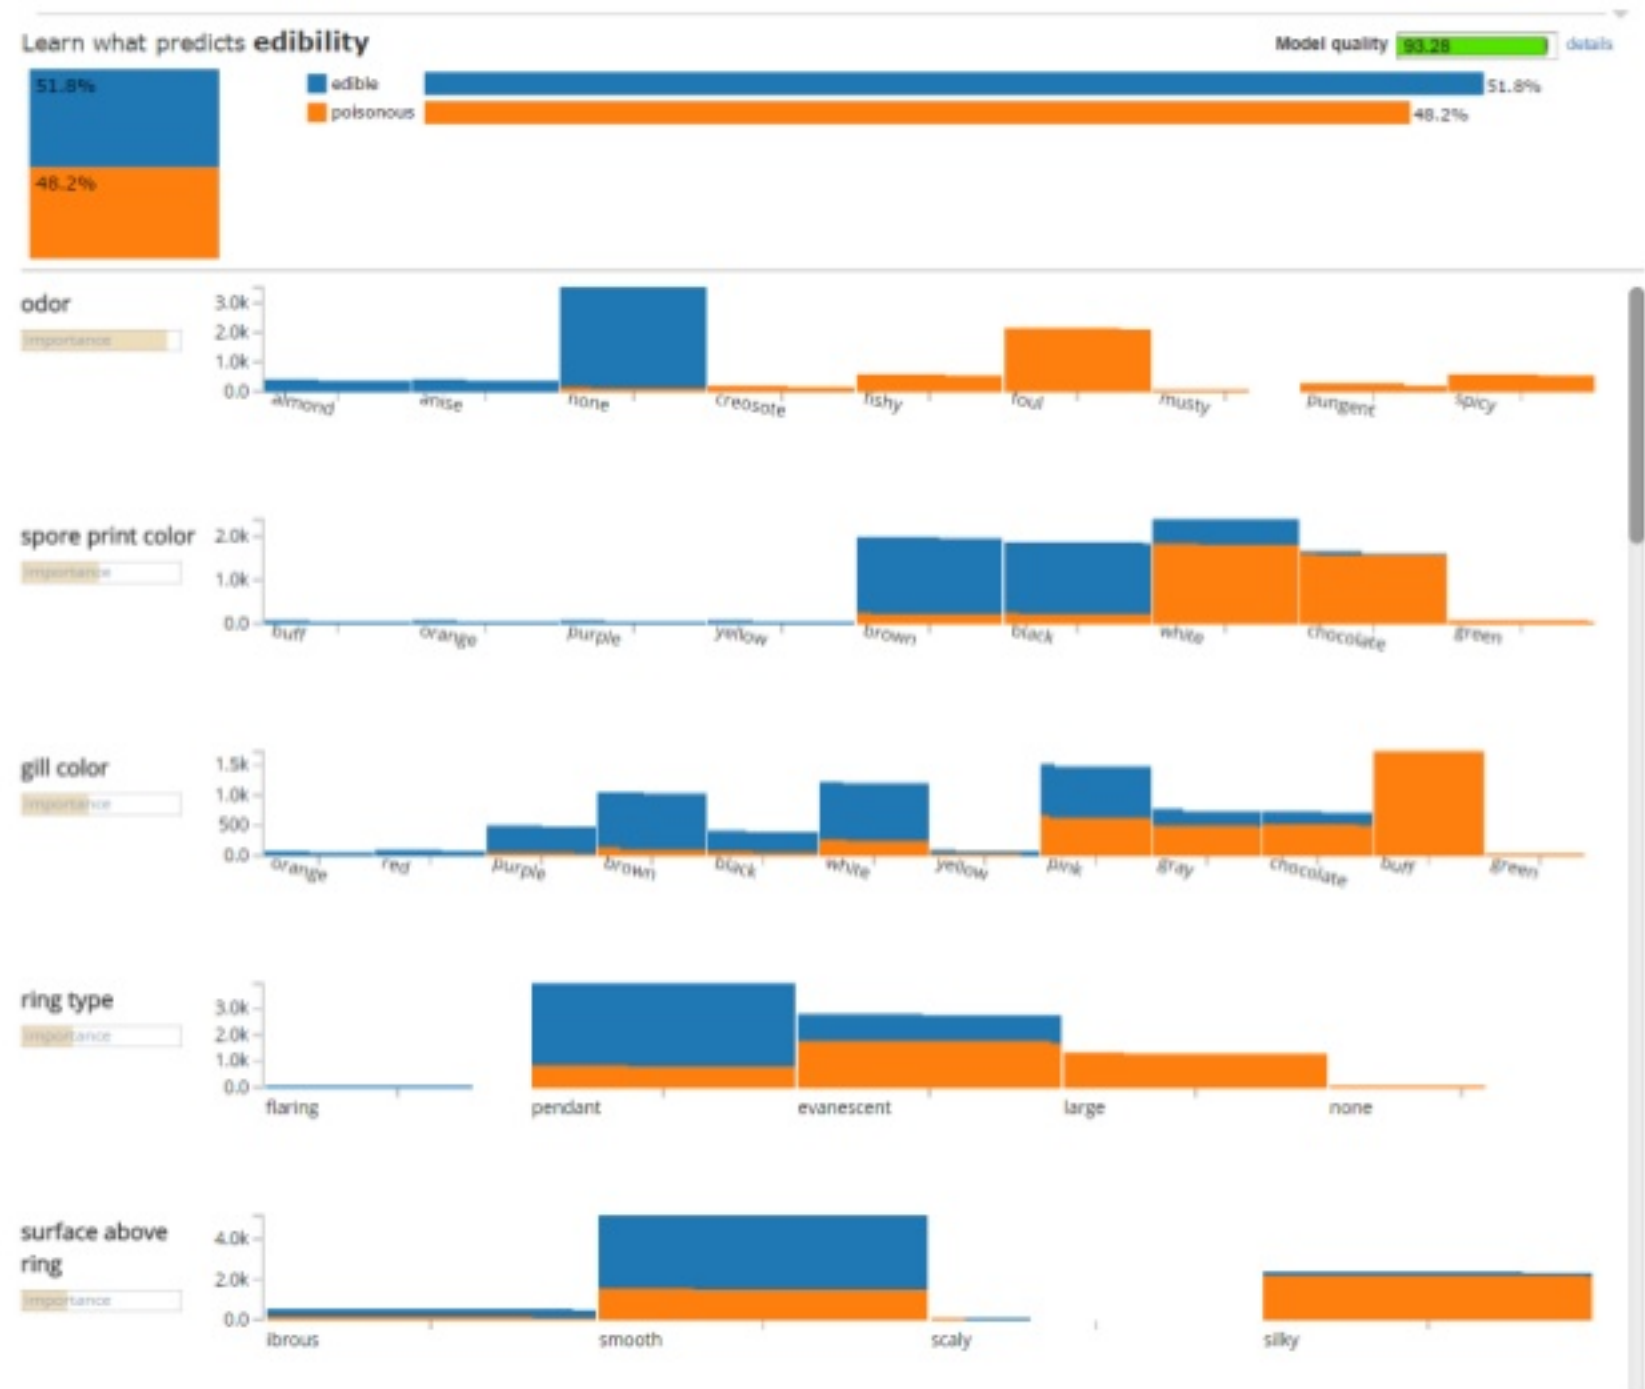 Learn what predicts edibility
Model quality 93.28 details
51.8%
48.2%
edible 51.8%
poisonous 48.2%
odor
importance
3.0k
2.0k
1.0k
0.0
almond anise none creosote fishy foul musty pungent spicy
spore print color
importance
2.0k
1.0k
0.0
buff orange purple yellow brown black white chocolate green
gill color
importance
1.5k
1.0k
500
0.0
orange red purple brown black white yellow pink gray chocolate buff green
ring type
importance
3.0k
2.0k
1.0k
0.0
flaring pendant evanescent large none
surface above
ring
importance
4.0k
2.0k
0.0
ibrous smooth scaly silky